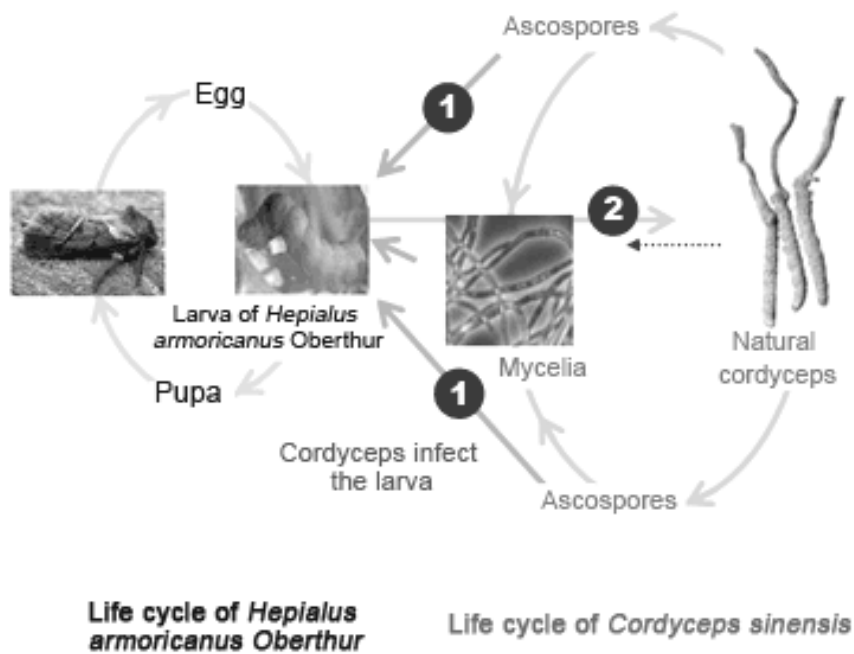 Ascospores
1
Egg
2
Larva of Hepialus
armoricanus Oberthur
Mycelia
Natural
cordyceps
Pupa
1
Cordyceps infect
the larva
Ascospores
Life cycle of Hepialus
armoricanus Oberthur
Life cycle of Cordyceps sinensis